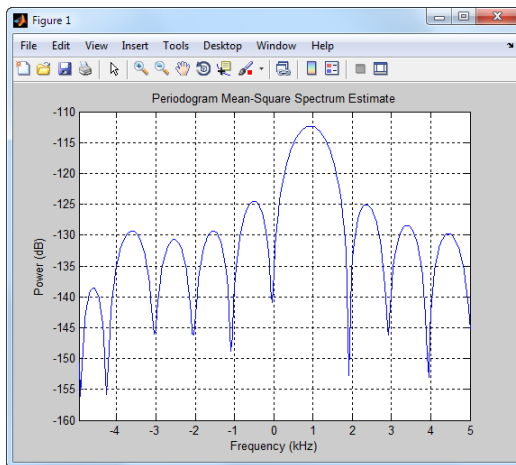 Figure 1
File Edit View Insert Tools Desktop Window Help
Periodogram Mean-Square Spectrum Estimate
-110
-115
-120
-125
-130
-135
-140
-145
-150
-155
-160
Power (dB)
-4 -3 -2 -1 0 1 2 3 4 5
Frequency (kHz)